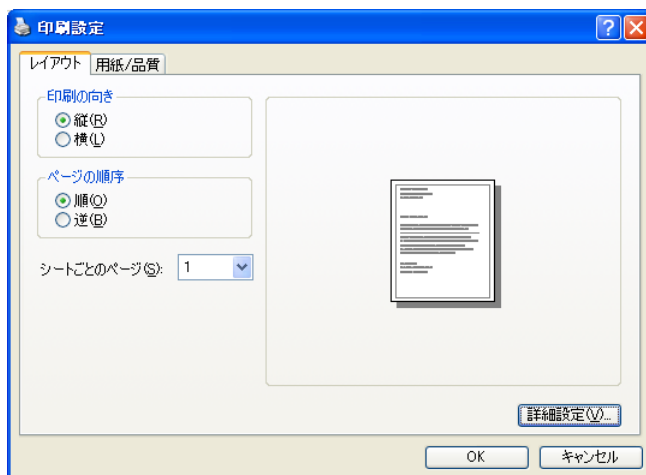 印刷設定
レイアウト 用紙/品質
印刷の向き
縦(R)
横(L)
ページの順序
順(O)
逆(B)
シートごとのページ(S): 1
詳細設定(V)...
OK キャンセル